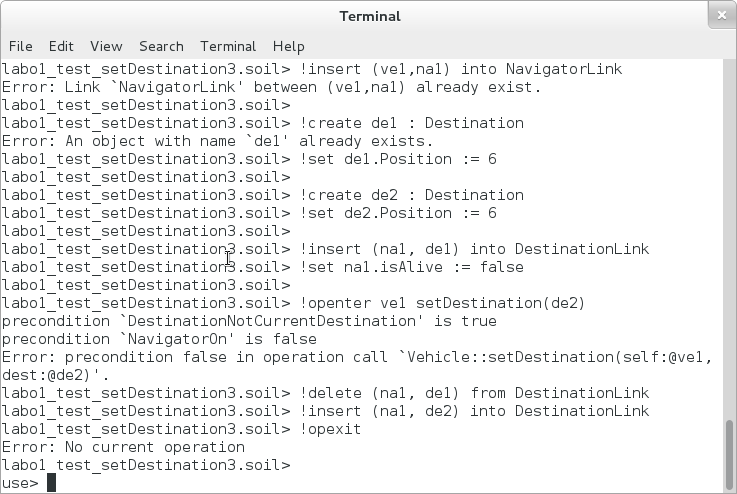 Terminal
×
File Edit View Search Terminal Help
labo1_test_setDestination3.soil> !insert (ve1,na1) into NavigatorLink
Error: Link `NavigatorLink' between (ve1,na1) already exist.
labo1_test_setDestination3.soil>
labo1_test_setDestination3.soil> !create de1 : Destination
Error: An object with name `de1' already exists.
labo1_test_setDestination3.soil> !set de1.Position := 6
labo1_test_setDestination3.soil>
labo1_test_setDestination3.soil> !create de2 : Destination
labo1_test_setDestination3.soil> !set de2.Position := 6
labo1_test_setDestination3.soil>
labo1_test_setDestination3.soil> !insert (na1, de1) into DestinationLink
labo1_test_setDestination3.soil> !set na1.isAlive := false
labo1_test_setDestination3.soil>
labo1_test_setDestination3.soil> !openter ve1 setDestination(de2)
precondition `DestinationNotCurrentDestination' is true
precondition `NavigatorOn' is false
Error: precondition false in operation call `Vehicle::setDestination(self:@ve1,
dest:@de2)'.
labo1_test_setDestination3.soil> !delete (na1, de1) from DestinationLink
labo1_test_setDestination3.soil> !insert (na1, de2) into DestinationLink
labo1_test_setDestination3.soil> !opexit
Error: No current operation
labo1_test_setDestination3.soil>
use>